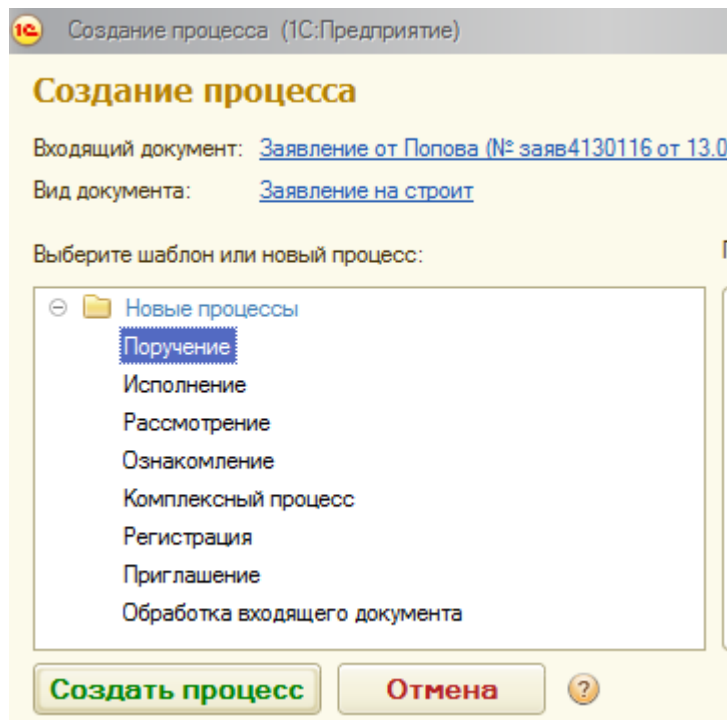 1С Создание процесса (1С:Предприятие)
Создание процесса
Входящий документ: Заявление от Попова (№ заяв4130116 от 13.0
Вид документа: Заявление на строит
Выберите шаблон или новый процесс:
Новые процессы
Поручение
Исполнение
Рассмотрение
Ознакомление
Комплексный процесс
Регистрация
Приглашение
Обработка входящего документа
Создать процесс Отмена ?